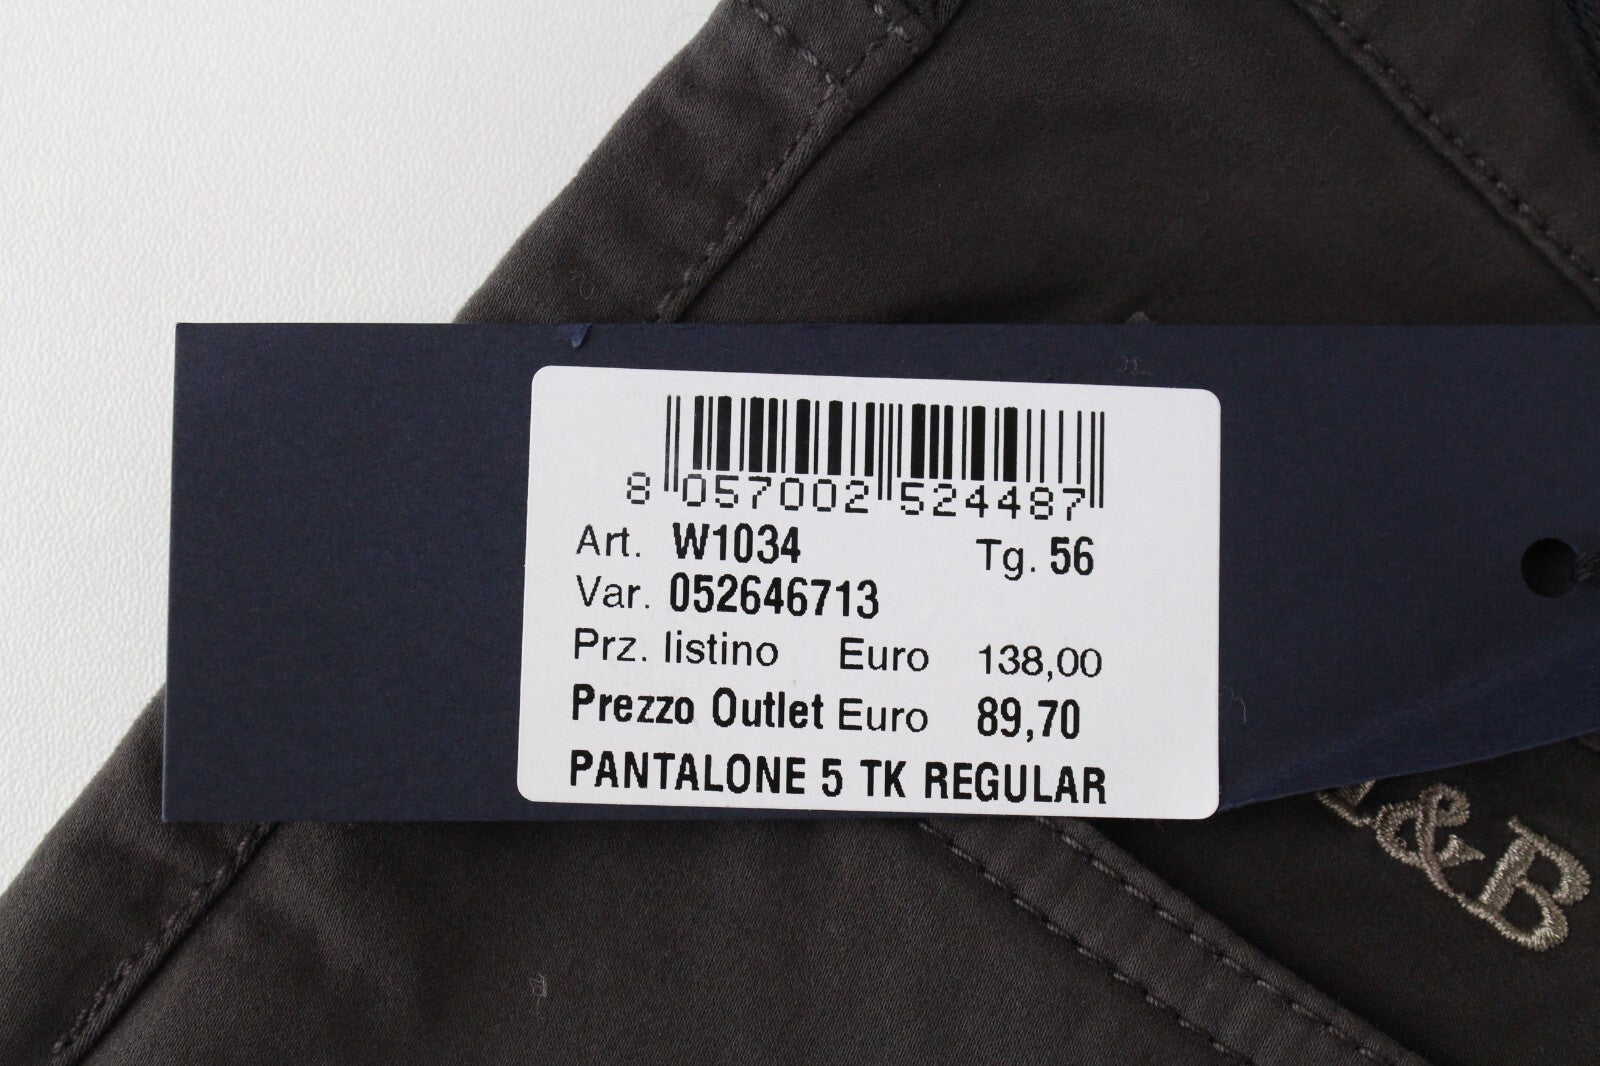 8 057002 524487
Art. W1034 Tg. 56
Var. 052646713
Prz. listino Euro 138,00
Prezzo Outlet Euro 89,70
PANTALONE 5 TK REGULAR
&B